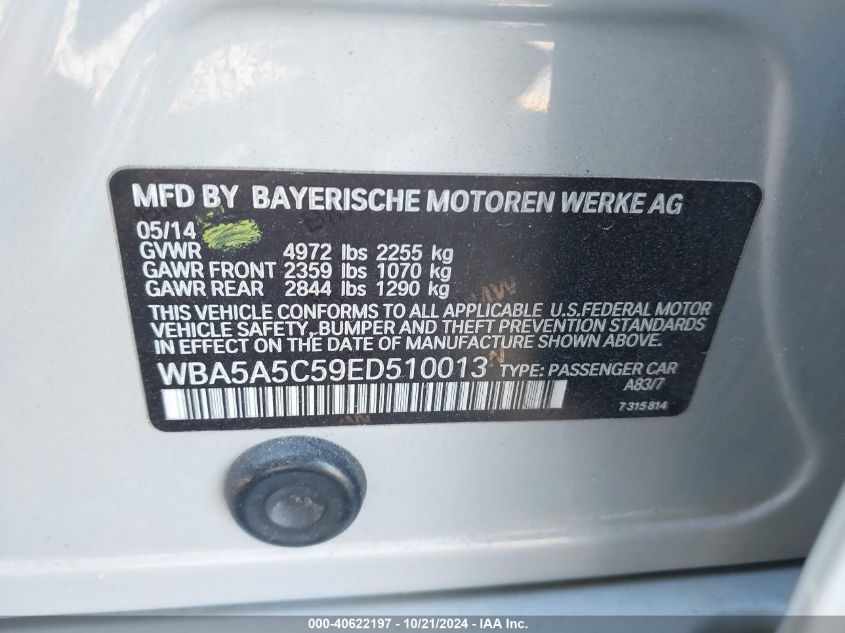 MFD BY BAYERISCHE MOTOREN WERKE AG
05/14
GVWR 4972 lbs 2255 kg
GAWR FRONT 2359 lbs 1070 kg
GAWR REAR 2844 lbs 1290 kg
THIS VEHICLE CONFORMS TO ALL APPLICABLE U.S.FEDERAL MOTOR
VEHICLE SAFETY, BUMPER AND THEFT PREVENTION STANDARDS
IN EFFECT ON THE DATE OF MANUFACTURE SHOWN ABOVE.
WBA5A5C59ED510013 TYPE: PASSENGER CAR
A83/7
7 315 814
000-40622197 - 10/21/2024 - IAA Inc.